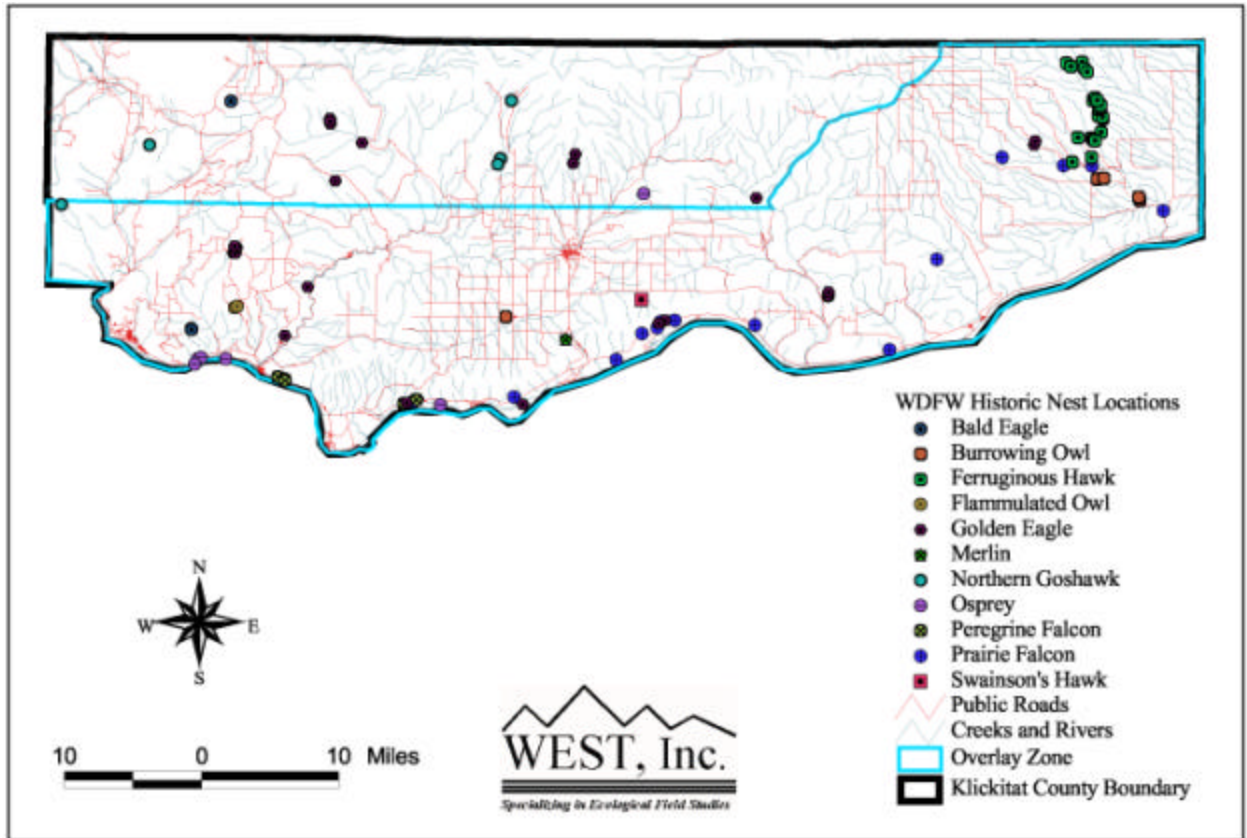 WDFW Historic Nest Locations
Bald Eagle
Burrowing Owl
Ferruginous Hawk
Flammulated Owl
Golden Eagle
Merlin
Northern Goshawk
Osprey
Peregrine Falcon
Prairie Falcon
Swainson's Hawk
Public Roads
Creeks and Rivers
Overlay Zone
Klickitat County Boundary
N
W E
S
10 0 10 Miles
WEST, Inc.
Specializing in Ecological Field Studies